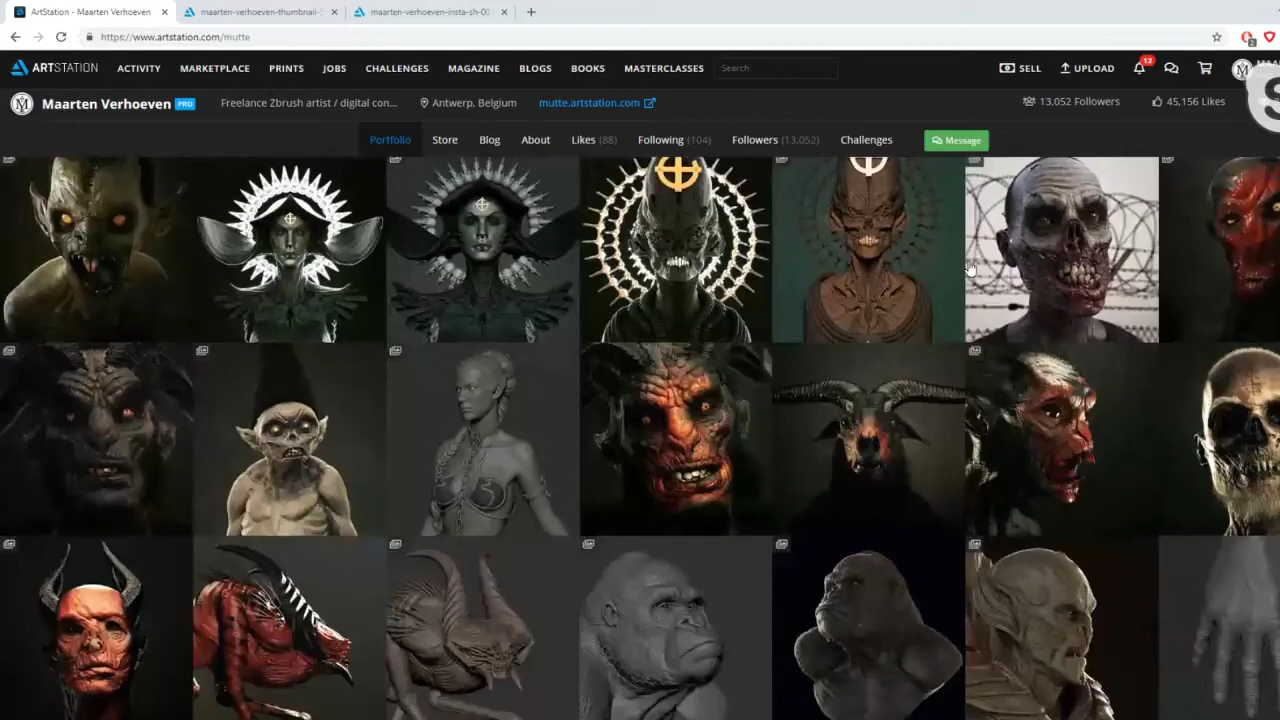 ArtStation - Maarten Verhoeven
maarten-verhoeven-thumbnail-
maarten-verhoeven-insta-sh-00
https://www.artstation.com/mutte
2
ARTSTATION ACTIVITY MARKETPLACE PRINTS JOBS CHALLENGES MAGAZINE BLOGS BOOKS MASTERCLASSES Search SELL UPLOAD 12
Maarten Verhoeven PRO Freelance Zbrush artist / digital con... Antwerp, Belgium mutte.artstation.com 13,052 Followers 45,156 Likes
Portfolio Store Blog About Likes (88) Following (104) Followers (13.052) Challenges Message